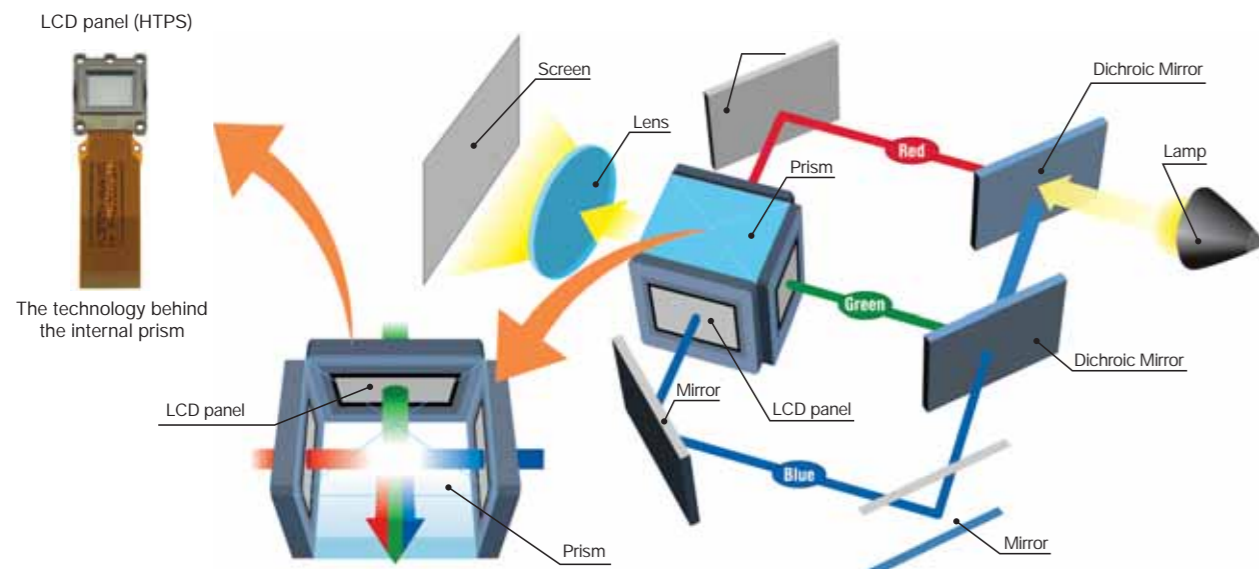 LCD panel (HTPS)
The technology behind
the internal prism
Screen
Lens
Dichroic Mirror
Lamp
Red
Prism
Green
Dichroic Mirror
Mirror
LCD panel
LCD panel
Blue
Prism
Mirror